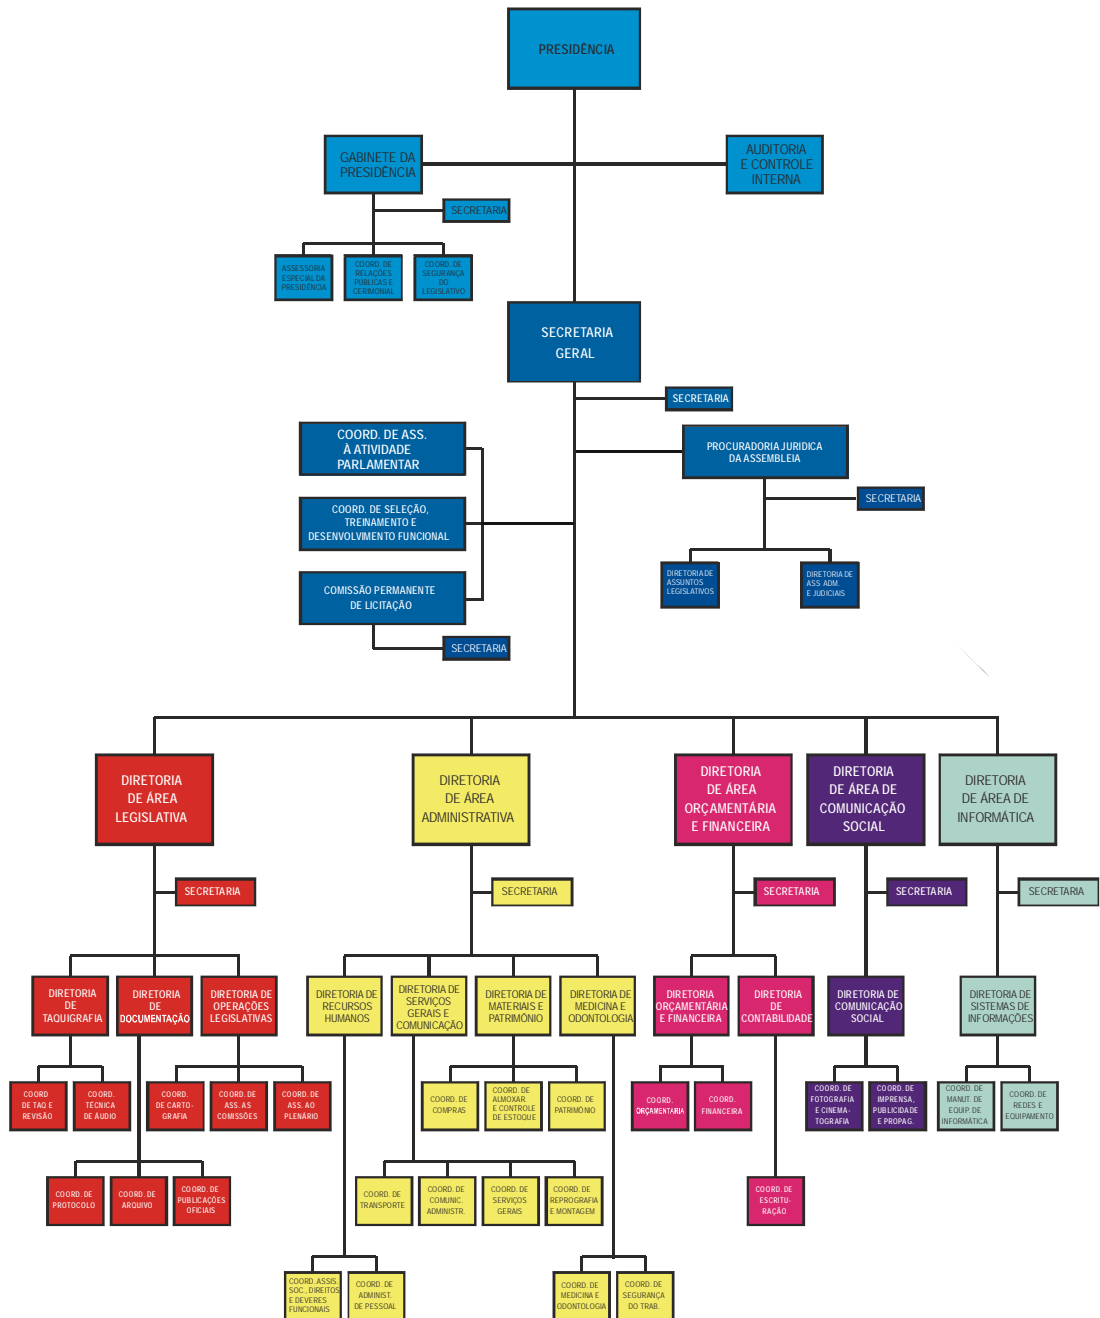 PRESIDÊNCIA
GABINETE DA
PRESIDÊNCIA
AUDITORIA
E CONTROLE
INTERNA
SECRETARIA
ASSESSORIA
ESPECIAL DA
PRESIDÊNCIA
COORD. DE
RELAÇÕES
PÚBLICAS E
CERIMONIAL
COORD. DE
SEGURANÇA
DO
LEGISLATIVO
SECRETARIA
GERAL
SECRETARIA
COORD. DE ASS.
À ATIVIDADE
PARLAMENTAR
PROCURADORIA JURIDICA
DA ASSEMBLEIA
SECRETARIA
COORD. DE SELEÇÃO,
TREINAMENTO E
DESENVOLVIMENTO FUNCIONAL
DIRETORIA DE
ASSUNTOS
LEGISLATIVOS
DIRETORIA DE
ASS. ADM.
E JUDICIAIS
COMISSÃO PERMANENTE
DE LICITAÇÃO
SECRETARIA
DIRETORIA
DE ÁREA
LEGISLATIVA
DIRETORIA
DE ÁREA
ADMINISTRATIVA
DIRETORIA
DE ÁREA
ORÇAMENTÁRIA
E FINANCEIRA
DIRETORIA
DE ÁREA DE
COMUNICAÇÃO
SOCIAL
DIRETORIA
DE ÁREA DE
INFORMÁTICA
SECRETARIA
SECRETARIA
SECRETARIA
SECRETARIA
SECRETARIA
DIRETORIA
DE
TAQUIGRAFIA
DIRETORIA
DE
DOCUMENTAÇÃO
DIRETORIA DE
OPERAÇÕES
LEGISLATIVAS
DIRETORIA DE
RECURSOS
HUMANOS
DIRETORIA DE
SERVIÇOS
GERAIS E
COMUNICAÇÃO
DIRETORIA DE
MATERIAIS E
PATRIMÔNIO
DIRETORIA DE
MEDICINA E
ODONTOLOGIA
DIRETORIA
ORÇAMENTÁRIA
E FINANCEIRA
DIRETORIA
DE
CONTABILIDADE
DIRETORIA DE
COMUNICAÇÃO
SOCIAL
DIRETORIA DE
SISTEMAS DE
INFORMAÇÕES
COORD
DE TAQ E
REVISÃO
COORD.
TÉCNICA
DE ÁUDIO
COORD.
DE CARTO-
GRAFIA
COORD. DE
ASS. AS
COMISSÕES
COORD. DE
ASS. AO
PLENÁRIO
COORD. DE
COMPRAS
COORD. DE
ALMOXAR.
E CONTROLE
DE ESTOQUE
COORD. DE
PATRIMÔNIO
COORD.
ORÇAMENTARIA
COORD.
FINANCEIRA
COORD. DE
FOTOGRAFIA
E CINEMA-
TOGRAFIA
COORD. DE
IMPRENSA,
PUBLICIDADE
E PROPAG.
COORD. DE
MANUT. DE
EQUIP. DE
INFORMÁTICA
COORD. DE
REDES E
EQUIPAMENTO
COORD. DE
PROTOCOLO
COORD. DE
ARQUIVO
COORD. DE
PUBLICAÇÕES
OFICIAIS
COORD. DE
TRANSPORTE
COORD. DE
COMUNIC.
ADMINISTR.
COORD. DE
SERVIÇOS
GERAIS
COORD. DE
REPROGRAFIA
E MONTAGEM
COORD. DE
ESCRITU-
RAÇÃO
COORD. ASSIS.
SOC., DIREITOS
E DEVERES
FUNCIONAIS
COORD. DE
ADMINIST.
DE PESSOAL
COORD. DE
MEDICINA E
ODONTOLOGIA
COORD. DE
SEGURANÇA
DO TRAB.